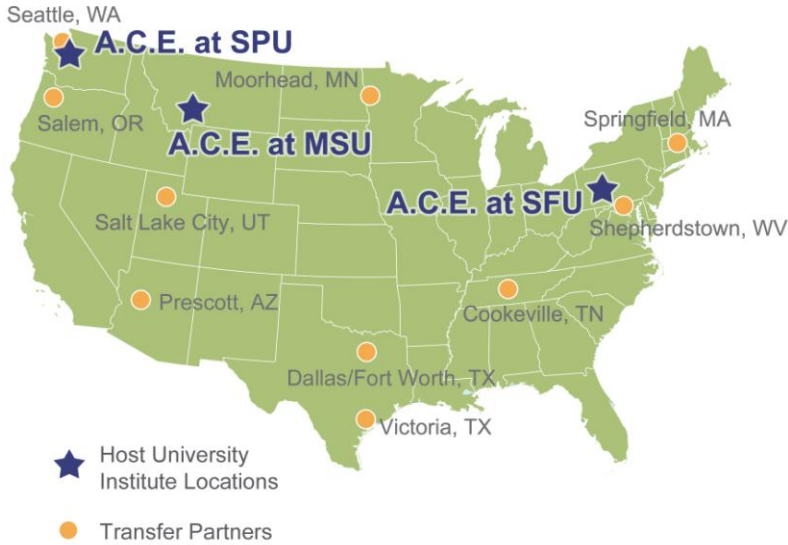 Seattle, WA
A.C.E. at SPU
Moorhead, MN
Salem, OR
A.C.E. at MSU
Springfield, MA
A.C.E. at SFU
Salt Lake City, UT
Shepherdstown, WV
Prescott, AZ
Cookeville, TN
Dallas/Fort Worth, TX
Victoria, TX
Host University
Institute Locations
Transfer Partners